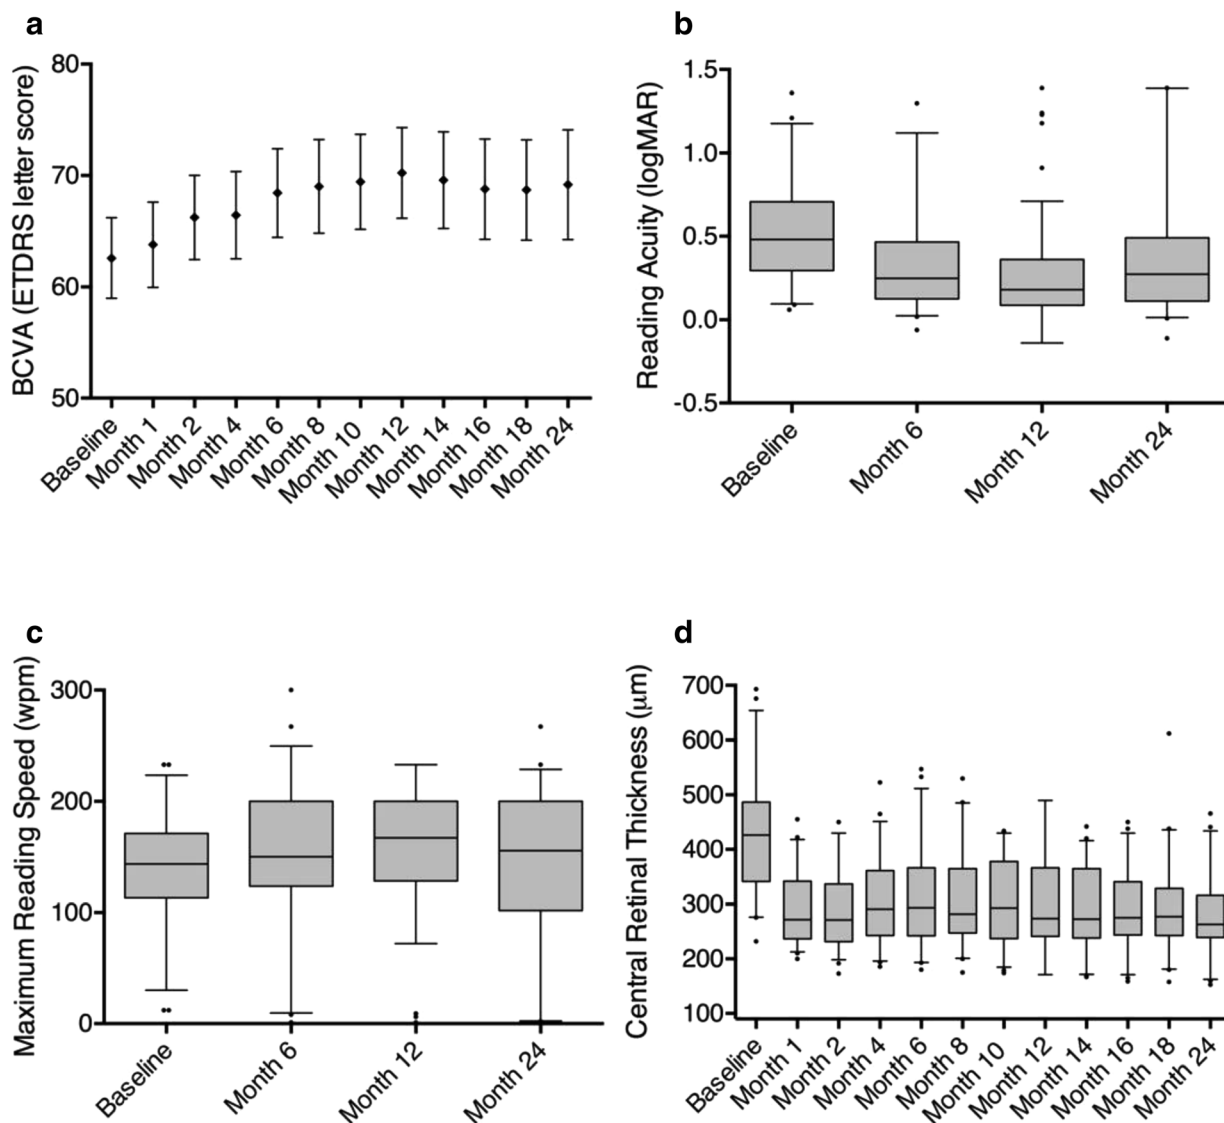 a
BCVA (ETDRS letter score)
80
70
60
50
Baseline
Month 1
Month 2
Month 4
Month 6
Month 8
Month 10
Month 12
Month 14
Month 16
Month 18
Month 24
b
Reading Acuity (logMAR)
1.5
1.0
0.5
0.0
-0.5
Baseline
Month 6
Month 12
Month 24
c
Maximum Reading Speed (wpm)
300
200
100
0
Baseline
Month 6
Month 12
Month 24
d
Central Retinal Thickness (μm)
700
600
500
400
300
200
100
Baseline
Month 1
Month 2
Month 4
Month 6
Month 8
Month 10
Month 12
Month 14
Month 16
Month 18
Month 24